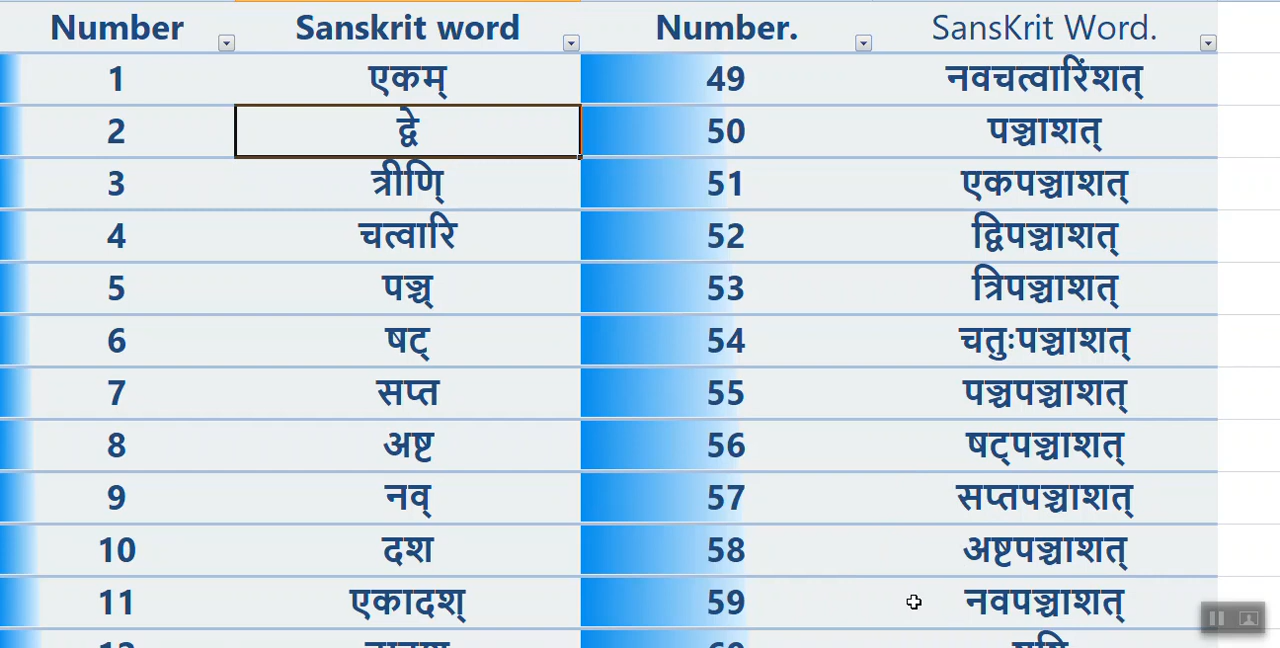 Number Sanskrit word Number. SansKrit Word.
1 एकम् 49 नवचत्वारिंशत्
2 द्वे 50 पञ्चाशत्
3 त्रीणि् 51 एकपञ्चाशत्
4 चत्वारि 52 द्विपञ्चाशत्
5 पञ्च् 53 त्रिपञ्चाशत्
6 षट् 54 चतुःपञ्चाशत्
7 सप्त 55 पञ्चपञ्चाशत्
8 अष्ट 56 षट्पञ्चाशत्
9 नव् 57 सप्तपञ्चाशत्
10 दश 58 अष्टपञ्चाशत्
11 एकादश् 59 नवपञ्चाशत्